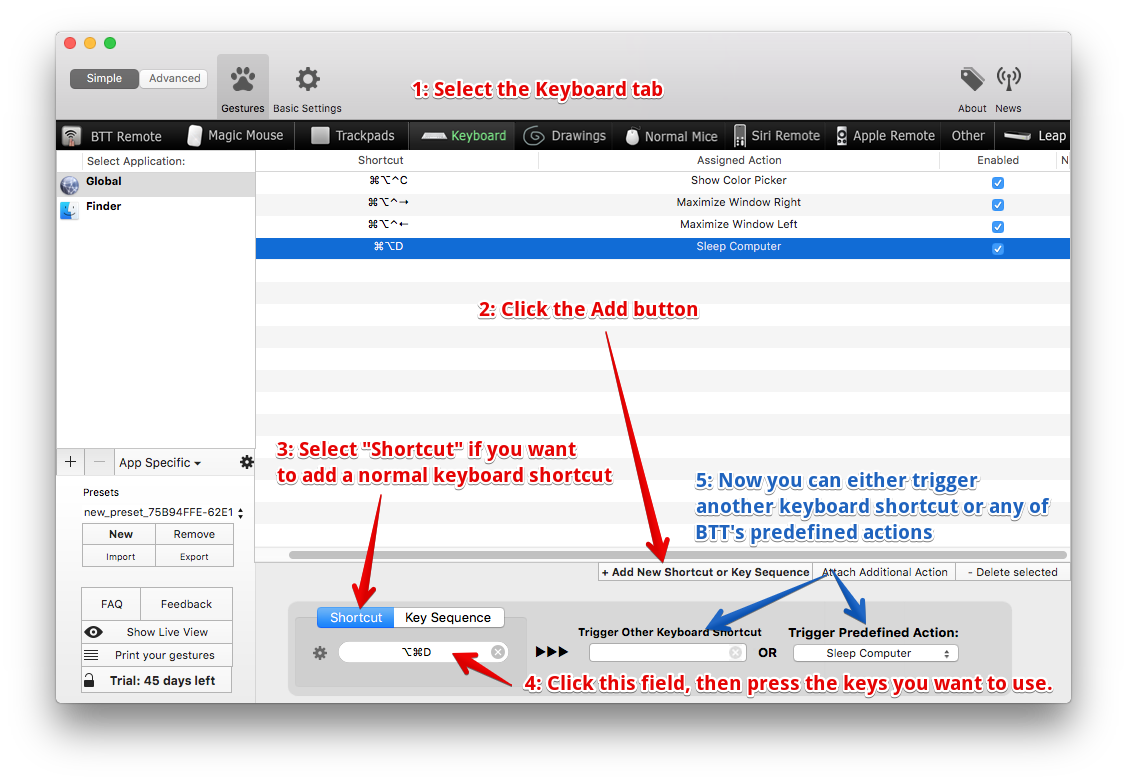 Simple Advanced
Gestures Basic Settings
1: Select the Keyboard tab
About News
BTT Remote Magic Mouse Trackpads Keyboard Drawings Normal Mice Siri Remote Apple Remote Other Leap
Select Application:
Global
Finder
Shortcut Assigned Action Enabled N
⌘⌥^C Show Color Picker
⌘⌥^→ Maximize Window Right
⌘⌥^← Maximize Window Left
⌘⌥D Sleep Computer
2: Click the Add button
3: Select "Shortcut" if you want
to add a normal keyboard shortcut
5: Now you can either trigger
another keyboard shortcut or any of
BTT's predefined actions
+ − App Specific
Presets
new_preset_75B94FFE-62E1
New Remove
Import Export
FAQ Feedback
Show Live View
Print your gestures
Trial: 45 days left
+ Add New Shortcut or Key Sequence Attach Additional Action - Delete selected
Shortcut Key Sequence
⌥⌘D
Trigger Other Keyboard Shortcut
OR
Trigger Predefined Action:
Sleep Computer
4: Click this field, then press the keys you want to use.